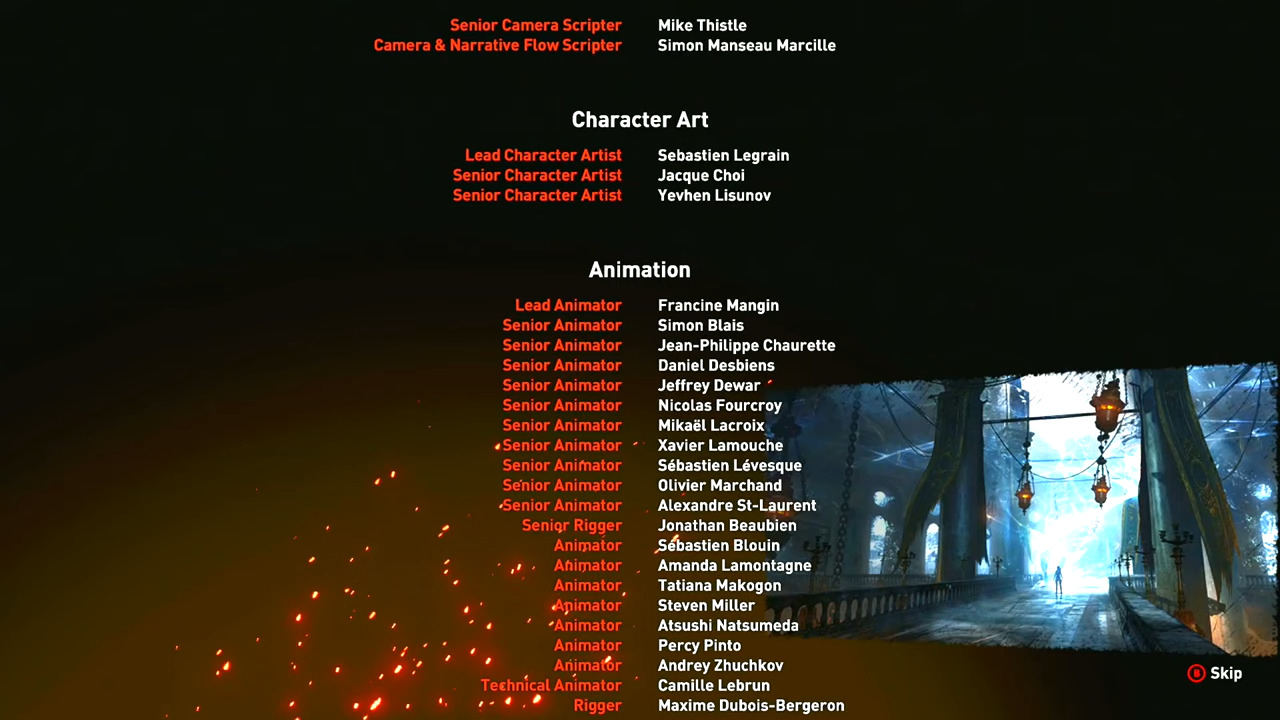 Senior Camera Scripter Mike Thistle
Camera & Narrative Flow Scripter Simon Manseau Marcille
Character Art
Lead Character Artist Sebastien Legrain
Senior Character Artist Jacque Choi
Senior Character Artist Yevhen Lisunov
Animation
Lead Animator Francine Mangin
Senior Animator Simon Blais
Senior Animator Jean-Philippe Chaurette
Senior Animator Daniel Desbiens
Senior Animator Jeffrey Dewar
Senior Animator Nicolas Fourcroy
Senior Animator Mikaël Lacroix
Senior Animator Xavier Lamouche
Senior Animator Sébastien Lévesque
Senior Animator Olivier Marchand
Senior Animator Alexandre St-Laurent
Senior Rigger Jonathan Beaubien
Animator Sébastien Blouin
Animator Amanda Lamontagne
Animator Tatiana Makogon
Animator Steven Miller
Animator Atsushi Natsumeda
Animator Percy Pinto
Animator Andrey Zhuchkov
B Skip
Technical Animator Camille Lebrun
Rigger Maxime Dubois-Bergeron